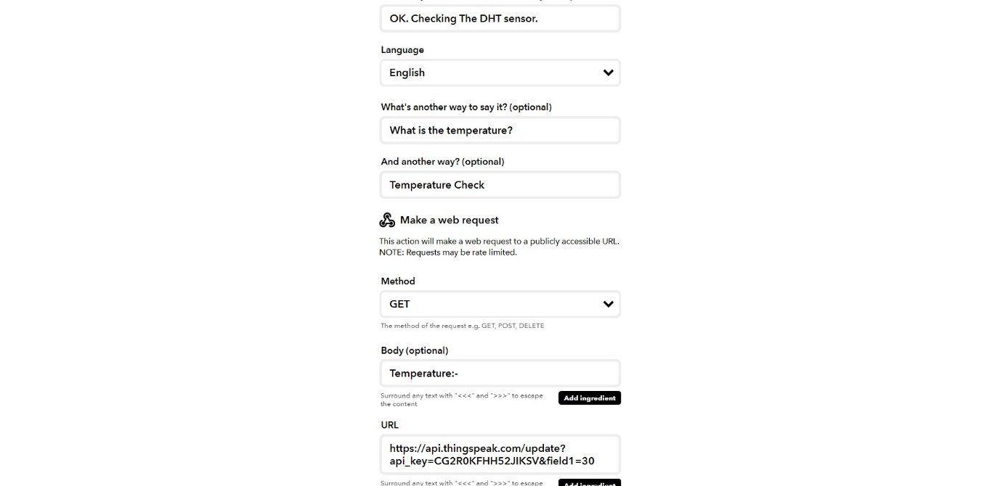 OK. Checking The DHT sensor.
Language
English
What's another way to say it? (optional)
What is the temperature?
And another way? (optional)
Temperature Check
Make a web request
This action will make a web request to a publicly accessible URL.
NOTE: Requests may be rate limited.
Method
GET
The method of the request e.g. GET, POST, DELETE
Body (optional)
Temperature:-
Surround any text with "<<<" and ">>>" to escape
the content
Add ingredient
URL
https://api.thingspeak.com/update?
api_key=CG2R0KFHH52JIKSV&field1=30
Surround any text with "<<<" and ">>>" to escape
Add ingredient